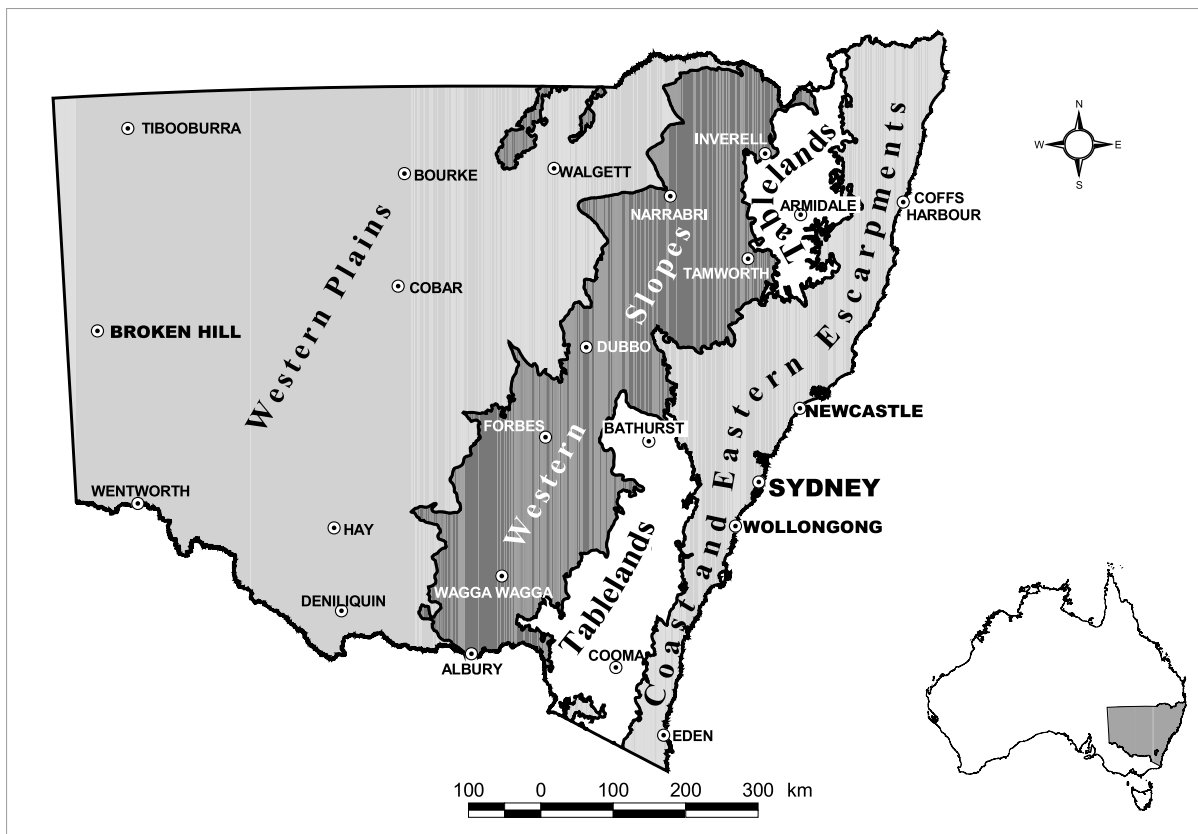 N
W
E
S
TIBOOBURRA
BOURKE
WALGETT
INVERELL
Tablelands
ARMIDALE
COFFS
HARBOUR
NARRABRI
TAMWORTH
COBAR
BROKEN HILL
Western Plains
Western Slopes
DUBBO
Coast and Eastern Escarpments
NEWCASTLE
FORBES
BATHURST
SYDNEY
WENTWORTH
HAY
WOLLONGONG
Tablelands
WAGGA WAGGA
DENILIQUIN
ALBURY
COOMA
EDEN
100 0 100 200 300 km